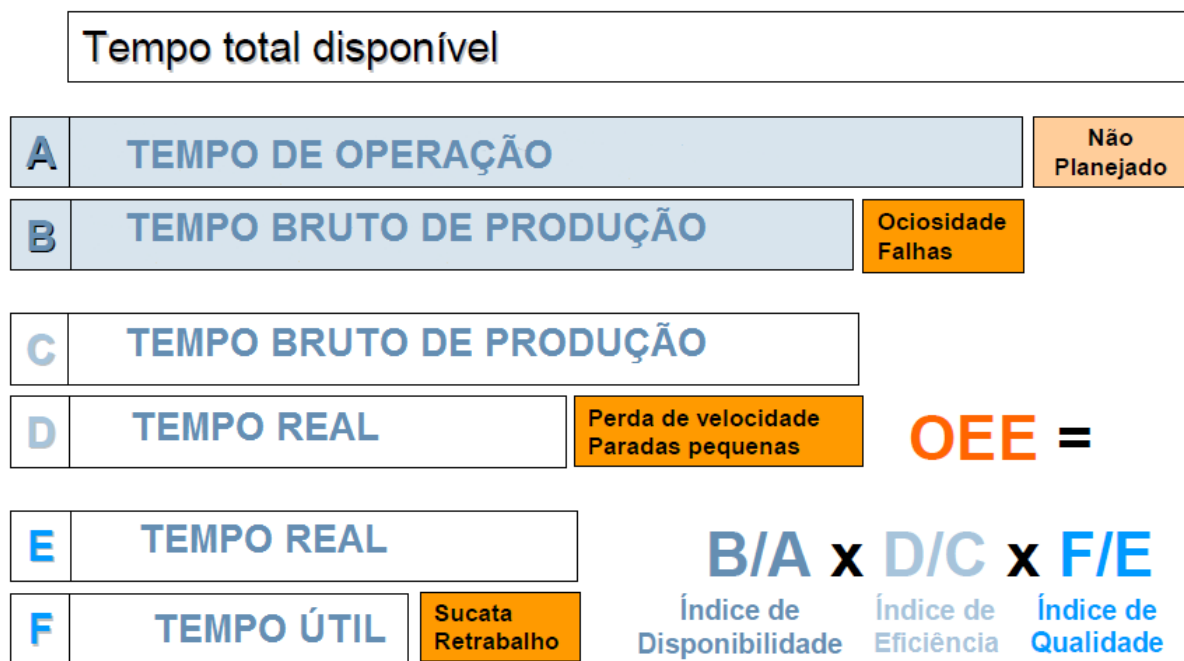 Tempo total disponível
A TEMPO DE OPERAÇÃO
Não
Planejado
B TEMPO BRUTO DE PRODUÇÃO
Ociosidade
Falhas
C TEMPO BRUTO DE PRODUÇÃO
D TEMPO REAL
Perda de velocidade
Paradas pequenas
OEE =
E TEMPO REAL
F TEMPO ÚTIL
Sucata
Retrabalho
B/A x D/C x F/E
Índice de
Disponibilidade
Índice de
Eficiência
Índice de
Qualidade